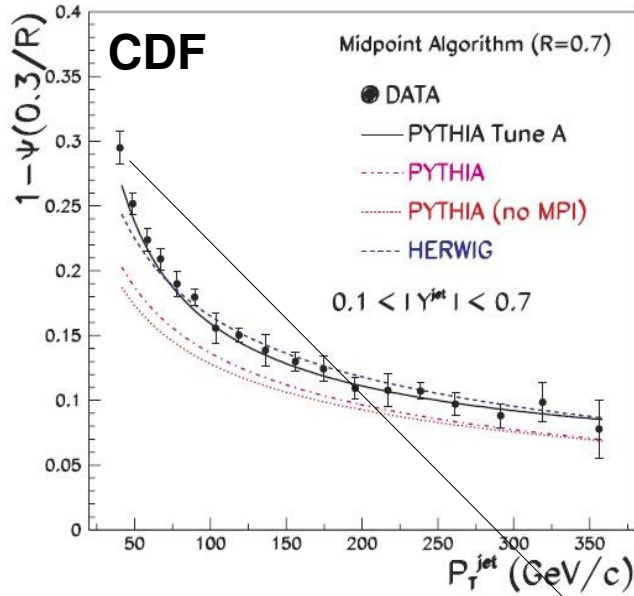 CDF
Midpoint Algorithm (R=0.7)
DATA
PYTHIA Tune A
PYTHIA
PYTHIA (no MPI)
HERWIG
0.1 < | Y^jet | < 0.7
1 − ψ(0.3/R)
0.4
0.35
0.3
0.25
0.2
0.15
0.1
0.05
0
50 100 150 200 250 300 350
P_T^jet (GeV/c)